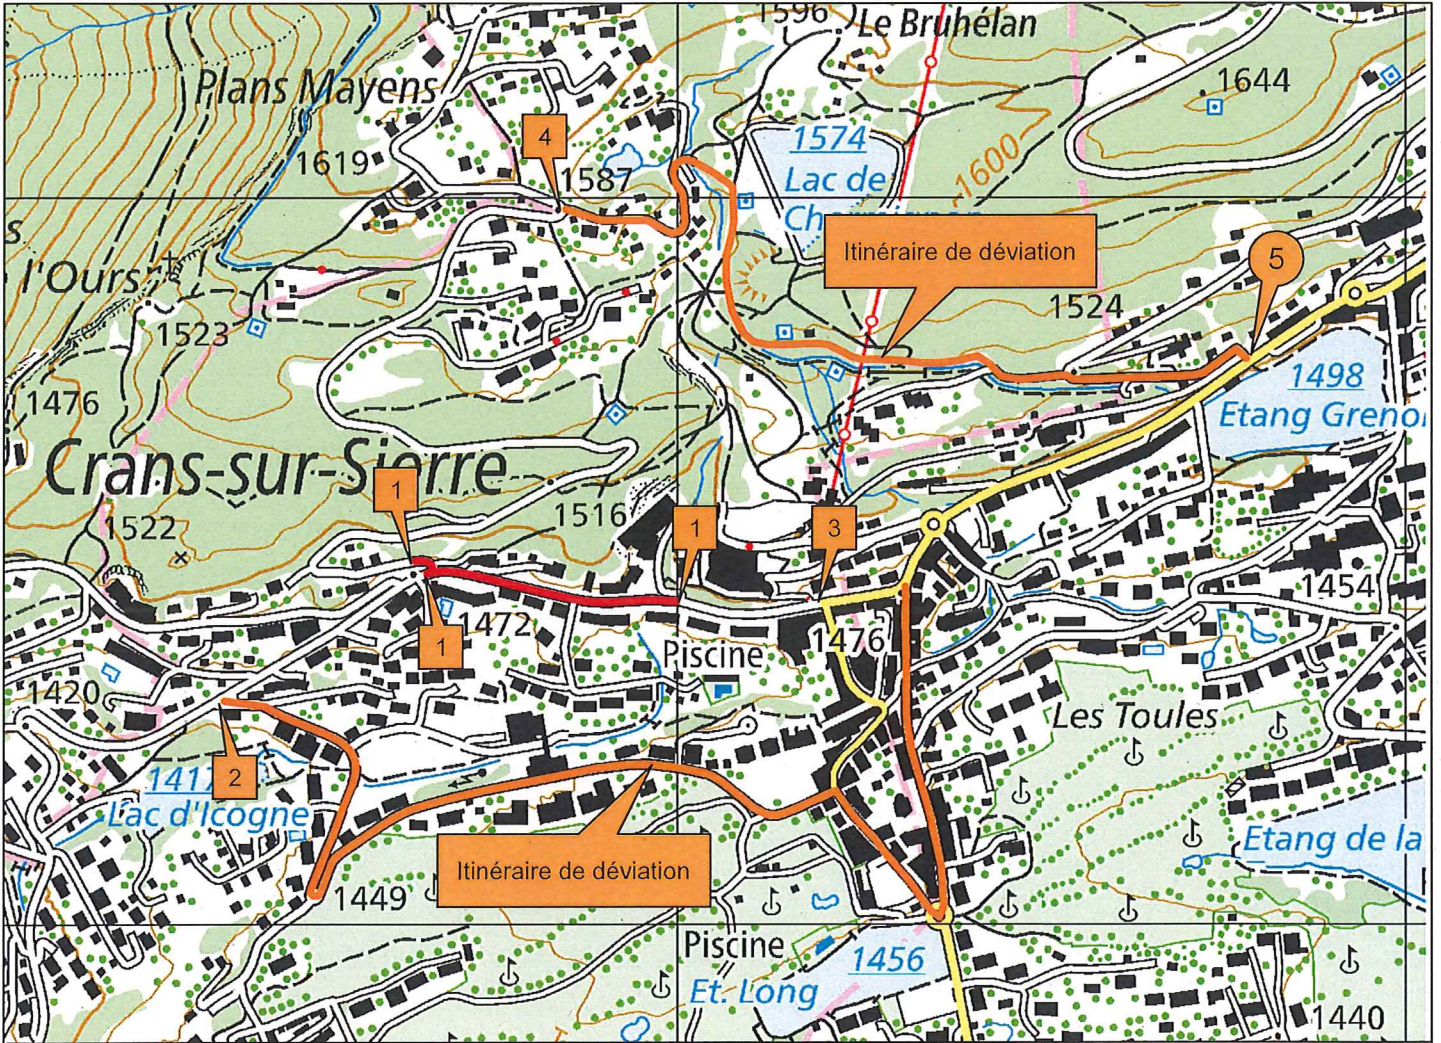 1596
Le Bruhélan
Plans Mayens
1644
4
1574
1619
1587
Lac de
1600
Itinéraire de déviation
5
l'Ours
1523
1524
1476
1498
Etang Greno
Crans-sur-Sierre
1
1522
1516
1
3
1454
1
1472
1476
Piscine
1420
Les Toules
2
1417
Lac d'Icogne
Etang de la
Itinéraire de déviation
1449
Piscine
1456
Et. Long
1440